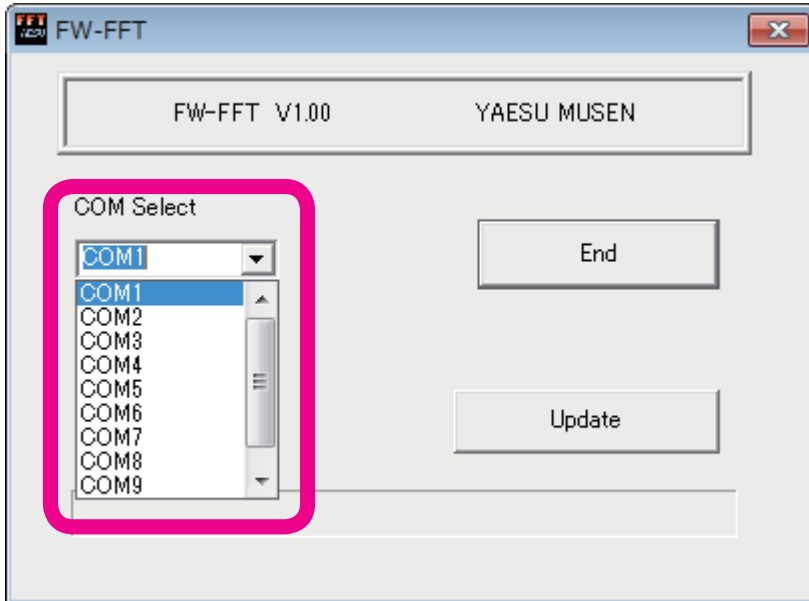 FFT
FW-FFT
FW-FFT V1.00 YAESU MUSEN
COM Select
COM1
End
COM1
COM2
COM3
COM4
COM5
COM6
COM7
COM8
COM9
Update